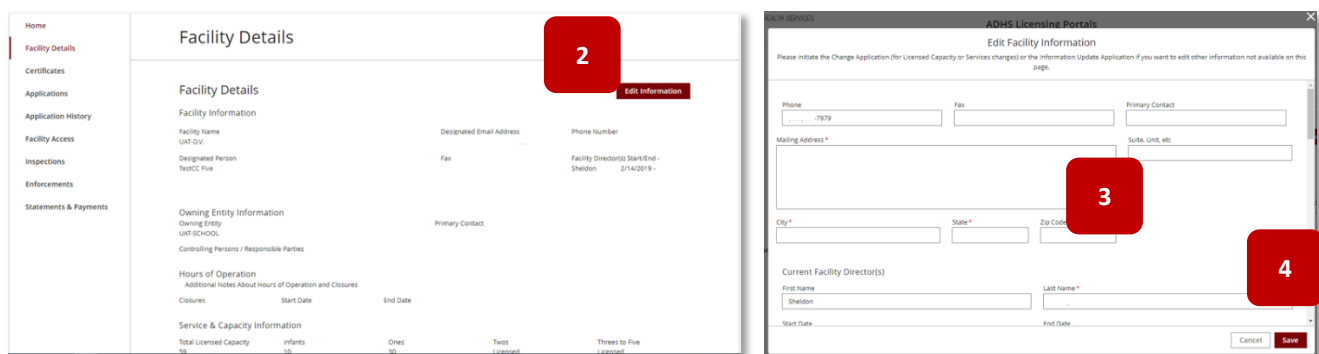 Home
Facility Details
Certificates
Applications
Application History
Facility Access
Inspections
Enforcements
Statements & Payments
Facility Details
2
Facility Details
Edit Information
Facility Information
Facility Name Designated Email Address Phone Number
UAT-D.V.
Designated Person Fax Facility Director(s) Start/End -
TestCC Five Sheldon 2/14/2019 -
Owning Entity Information
Owning Entity Primary Contact
UAT-SCHOOL
Controlling Persons / Responsible Parties
Hours of Operation
Additional Notes About Hours of Operation and Closures
Closures Start Date End Date
Service & Capacity Information
Total Licensed Capacity Infants Ones Twos Threes to Five
59 10 30 Licensed Licensed
HEALTH SERVICES
ADHS Licensing Portals
Edit Facility Information
Please initiate the Change Application (for Licensed Capacity or Services changes) or the Information Update Application if you want to edit other information not available on this
page.
Phone Fax Primary Contact
-7979
Mailing Address * Suite, Unit, etc
3
City * State * Zip Code
4
Current Facility Director(s)
First Name Last Name *
Sheldon
Start Date End Date
Cancel Save